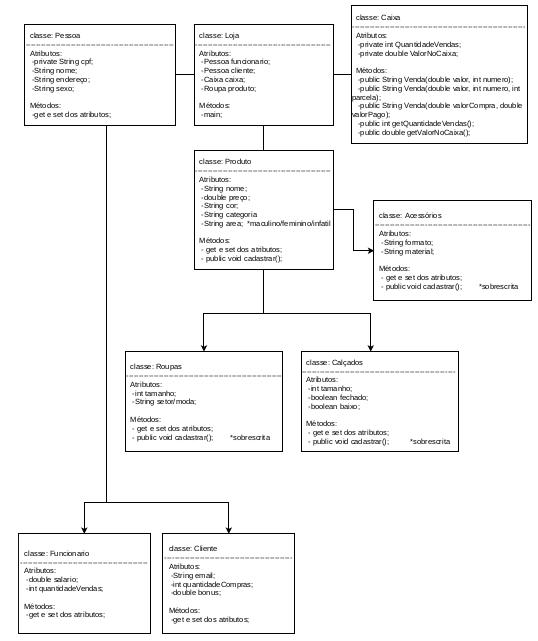 classe: Pessoa
Atributos:
-private String cpf;
-String nome;
-String endereço;
-String sexo;
Métodos:
-get e set dos atributos;
classe: Loja
Atributos:
-Pessoa funcionario;
-Pessoa cliente;
-Caixa caixa;
-Roupa produto;
Métodos:
-main;
classe: Caixa
Atributos:
-private int QuantidadeVendas;
-private double ValorNoCaixa;
Métodos:
-public String Venda(double valor, int numero);
-public String Venda(double valor, int numero, int
parcela);
-public String Venda(double valorCompra, double
valorPago);
-public int getQuantidadeVendas();
-public double getValorNoCaixa();
classe: Produto
Atributos:
-String nome;
-double preço;
-String cor;
-String categoria
-String area; *maculino/feminino/infatil
Métodos:
- get e set dos atributos;
- public void cadastrar();
classe: Acessórios
Atributos:
-String formato;
-String material;
Métodos:
- get e set dos atributos;
- public void cadastrar(); *sobrescrita
classe: Roupas
Atributos:
-int tamanho;
-String setor/moda;
Métodos:
- get e set dos atributos;
- public void cadastrar(); *sobrescrita
classe: Calçados
Atributos:
-int tamanho;
-boolean fechado;
-boolean baixo;
Métodos:
- get e set dos atributos;
- public void cadastrar(); *sobrescrita
classe: Funcionario
Atributos:
-double salario;
-int quantidadeVendas;
Métodos:
-get e set dos atributos;
classe: Cliente
Atributos:
-String email;
-int quantidadeCompras;
-double bonus;
Métodos:
-get e set dos atributos;